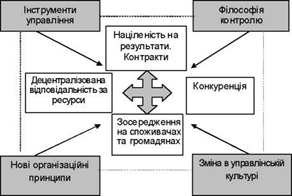 Інструменти
управління
Філософія
контролю
Націленість на
результати.
Контракти
Децентралізована
відповідальність за
ресурси
Конкуренція
Зосередження
на споживачах
та громадянах
Нові організаційні
принципи
Зміна в управлінській
культурі